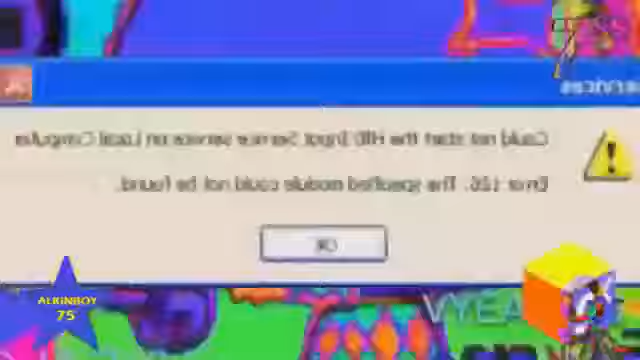 Services
Could not start the HID Input Service service on Local Computer.
Error 126: The specified module could not be found.
OK
ALKINBOY
75
VYEA